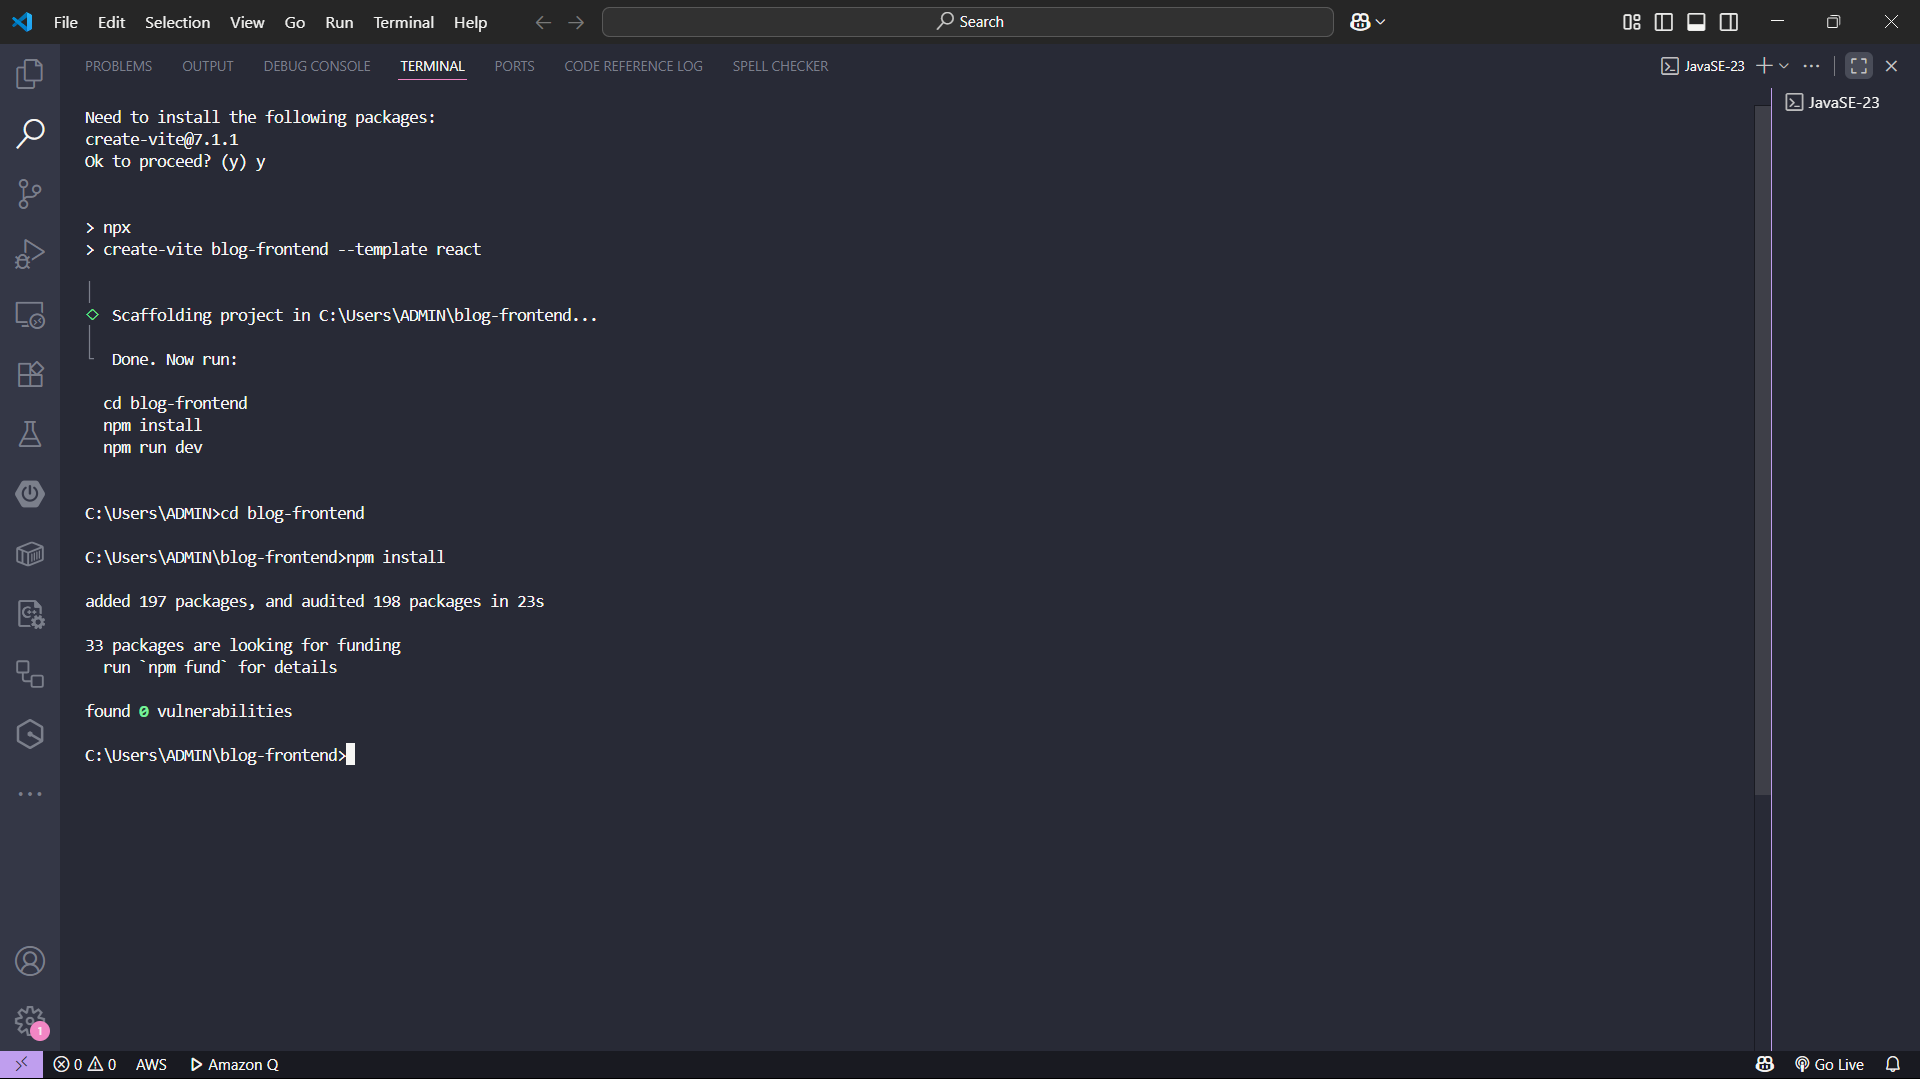 File Edit Selection View Go Run Terminal Help
Search
PROBLEMS OUTPUT DEBUG CONSOLE TERMINAL PORTS CODE REFERENCE LOG SPELL CHECKER
JavaSE-23
JavaSE-23
Need to install the following packages:
create-vite@7.1.1
Ok to proceed? (y) y
> npx
> create-vite blog-frontend --template react
Scaffolding project in C:\Users\ADMIN\blog-frontend...
Done. Now run:
cd blog-frontend
npm install
npm run dev
C:\Users\ADMIN>cd blog-frontend
C:\Users\ADMIN\blog-frontend>npm install
added 197 packages, and audited 198 packages in 23s
33 packages are looking for funding
run `npm fund` for details
found 0 vulnerabilities
C:\Users\ADMIN\blog-frontend>
1
0 0 AWS Amazon Q
Go Live